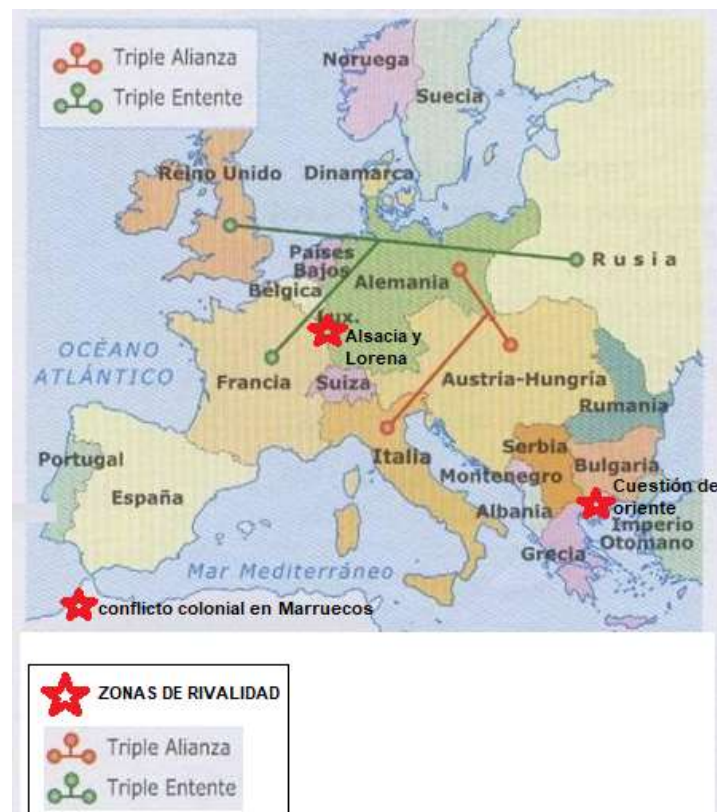 Triple Alianza
Triple Entente
Noruega
Suecia
Reino Unido
Dinamarca
Países
Bajos
Bélgica
Alemania
Rusia
Lux.
Alsacia y
Lorena
OCÉANO
ATLÁNTICO
Francia
Suiza
Austria-Hungría
Rumania
Portugal
España
Italia
Serbia
Montenegro
Bulgaria
Albania
Cuestión de
oriente
Imperio
Otomano
Grecia
Mar Mediterráneo
conflicto colonial en Marruecos
ZONAS DE RIVALIDAD
Triple Alianza
Triple Entente